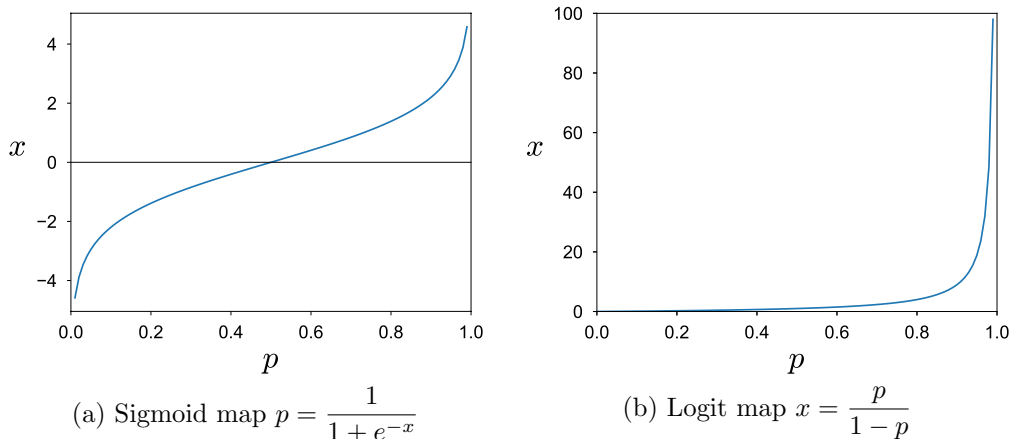 4
2
x
0
−2
−4
0.0 0.2 0.4 0.6 0.8 1.0
p
(a) Sigmoid map p = 1 / (1 + e^{−x})
100
80
60
x
40
20
0
0.0 0.2 0.4 0.6 0.8 1.0
p
(b) Logit map x = p / (1 − p)